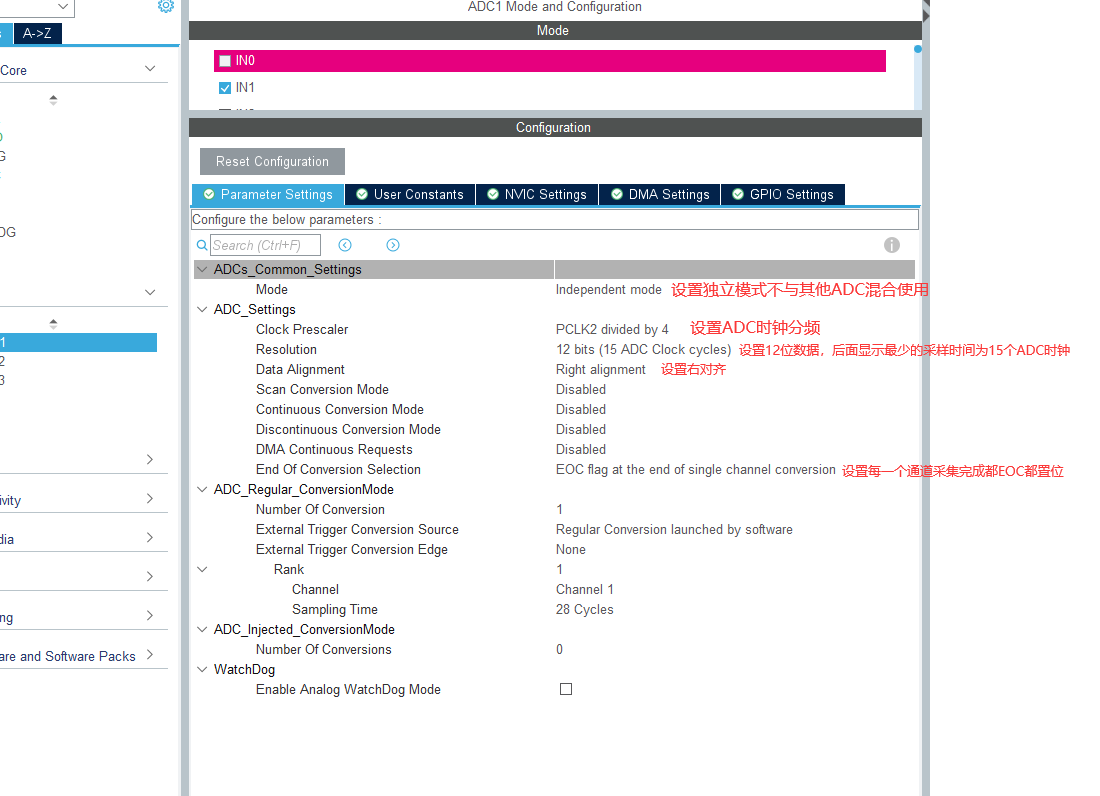 ADC1 Mode and Configuration
A->Z
Mode
Core
IN0
IN1
Configuration
Reset Configuration
Parameter Settings
User Constants
NVIC Settings
DMA Settings
GPIO Settings
Configure the below parameters :
Search (Ctrl+F)
ADCs_Common_Settings
Mode Independent mode 设置独立模式不与其他ADC混合使用
ADC_Settings
Clock Prescaler PCLK2 divided by 4 设置ADC时钟分频
Resolution 12 bits (15 ADC Clock cycles) 设置12位数据，后面显示最少的采样时间为15个ADC时钟
Data Alignment Right alignment 设置右对齐
Scan Conversion Mode Disabled
Continuous Conversion Mode Disabled
Discontinuous Conversion Mode Disabled
DMA Continuous Requests Disabled
End Of Conversion Selection EOC flag at the end of single channel conversion 设置每一个通道采集完成都EOC都置位
ADC_Regular_ConversionMode
Number Of Conversion 1
External Trigger Conversion Source Regular Conversion launched by software
External Trigger Conversion Edge None
Rank 1
Channel Channel 1
Sampling Time 28 Cycles
ADC_Injected_ConversionMode
Number Of Conversions 0
WatchDog
Enable Analog WatchDog Mode
OG
1
2
3
ivity
dia
ng
are and Software Packs